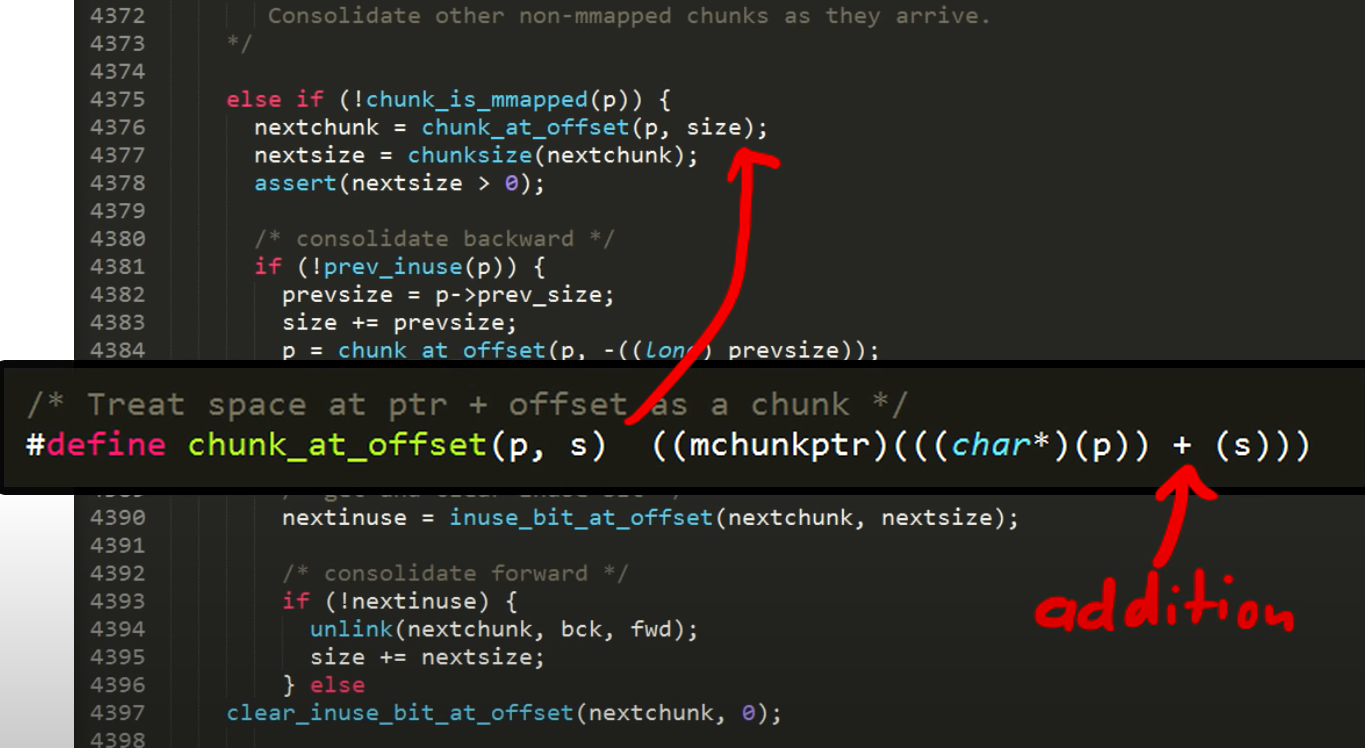 4372 Consolidate other non-mmapped chunks as they arrive.
4373 */
4374
4375 else if (!chunk_is_mmapped(p)) {
4376 nextchunk = chunk_at_offset(p, size);
4377 nextsize = chunksize(nextchunk);
4378 assert(nextsize > 0);
4379
4380 /* consolidate backward */
4381 if (!prev_inuse(p)) {
4382 prevsize = p->prev_size;
4383 size += prevsize;
4384 p = chunk_at_offset(p, -((long) prevsize));
/* Treat space at ptr + offset as a chunk */
#define chunk_at_offset(p, s) ((mchunkptr)(((char*)(p)) + (s)))
4390 nextinuse = inuse_bit_at_offset(nextchunk, nextsize);
4391
4392 /* consolidate forward */
4393 if (!nextinuse) {
4394 unlink(nextchunk, bck, fwd);
4395 size += nextsize;
4396 } else
4397 clear_inuse_bit_at_offset(nextchunk, 0);
4398
addition